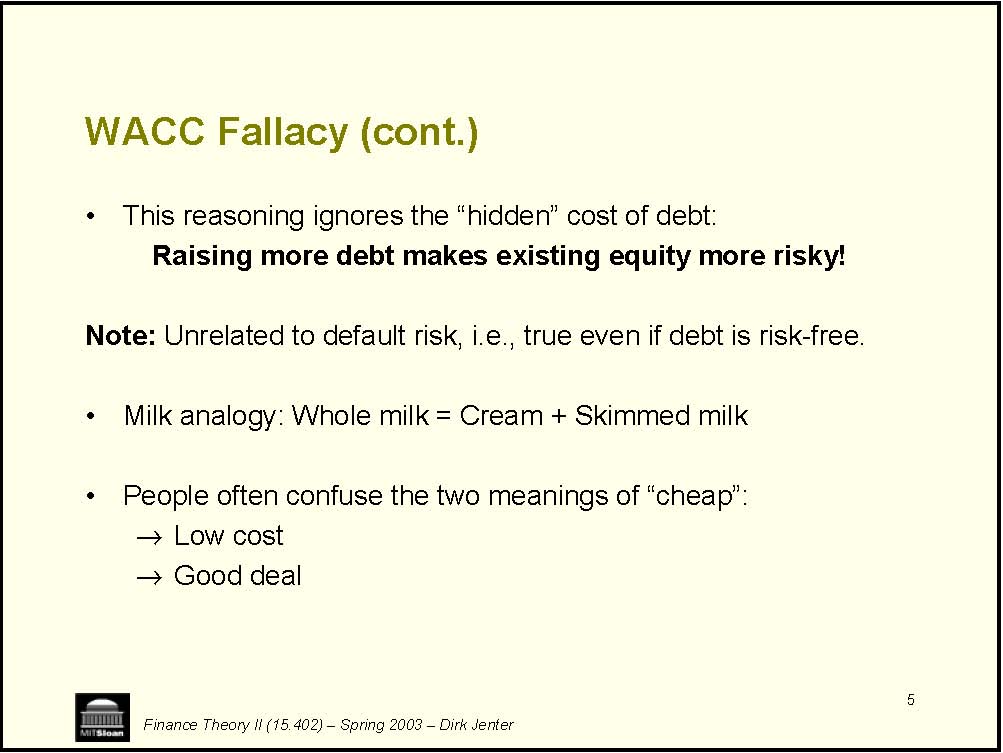 WACC Fallacy (cont.)
• This reasoning ignores the “hidden” cost of debt:
Raising more debt makes existing equity more risky!
Note: Unrelated to default risk, i.e., true even if debt is risk-free.
• Milk analogy: Whole milk = Cream + Skimmed milk
• People often confuse the two meanings of “cheap”:
→ Low cost
→ Good deal
5
MITSloan
Finance Theory II (15.402) – Spring 2003 – Dirk Jenter